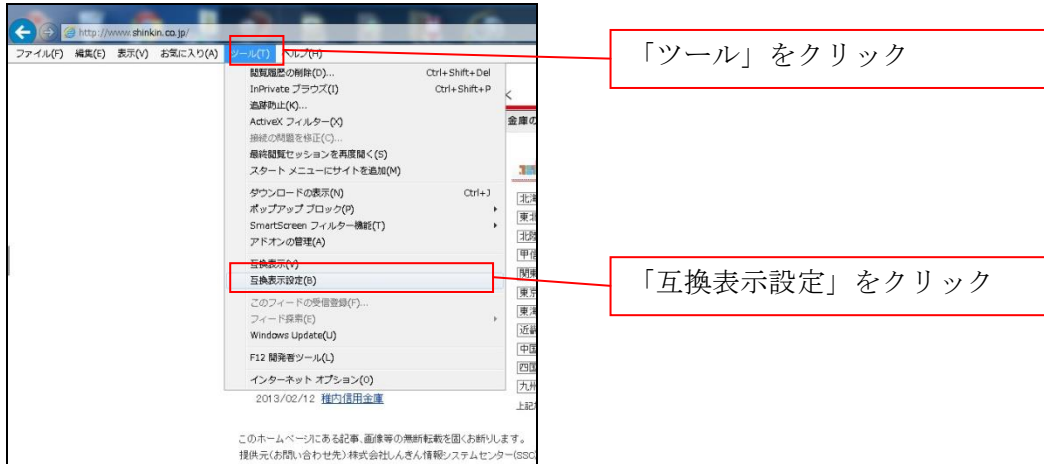 http://www.shinkin.co.jp/
ファイル(F) 編集(E) 表示(V) お気に入り(A) ツール(T) ヘルプ(H)
「ツール」をクリック
閲覧履歴の削除(D)... Ctrl+Shift+Del
InPrivate ブラウズ(I) Ctrl+Shift+P
追跡防止(K)...
ActiveX フィルター(X)
金庫の
接続の問題を修正(C)...
最終閲覧セッションを再度開く(S)
スタート メニューにサイトを追加(M)
ダウンロードの表示(N) Ctrl+J
ポップアップ ブロック(P)
SmartScreen フィルター機能(T)
アドオンの管理(A)
互換表示(V)
互換表示設定(B)
「互換表示設定」をクリック
このフィードの受信登録(F)...
フィード探索(E)
Windows Update(U)
F12 開発者ツール(L)
インターネット オプション(O)
北海
東北
北陸
甲信
関東
東京
東海
近畿
中国
四国
九州
上記
2013/02/12 稚内信用金庫
このホームページにある記事、画像等の無断転載を固くお断りします。
提供元(お問い合わせ先)株式会社しんきん情報システムセンター(SSC)